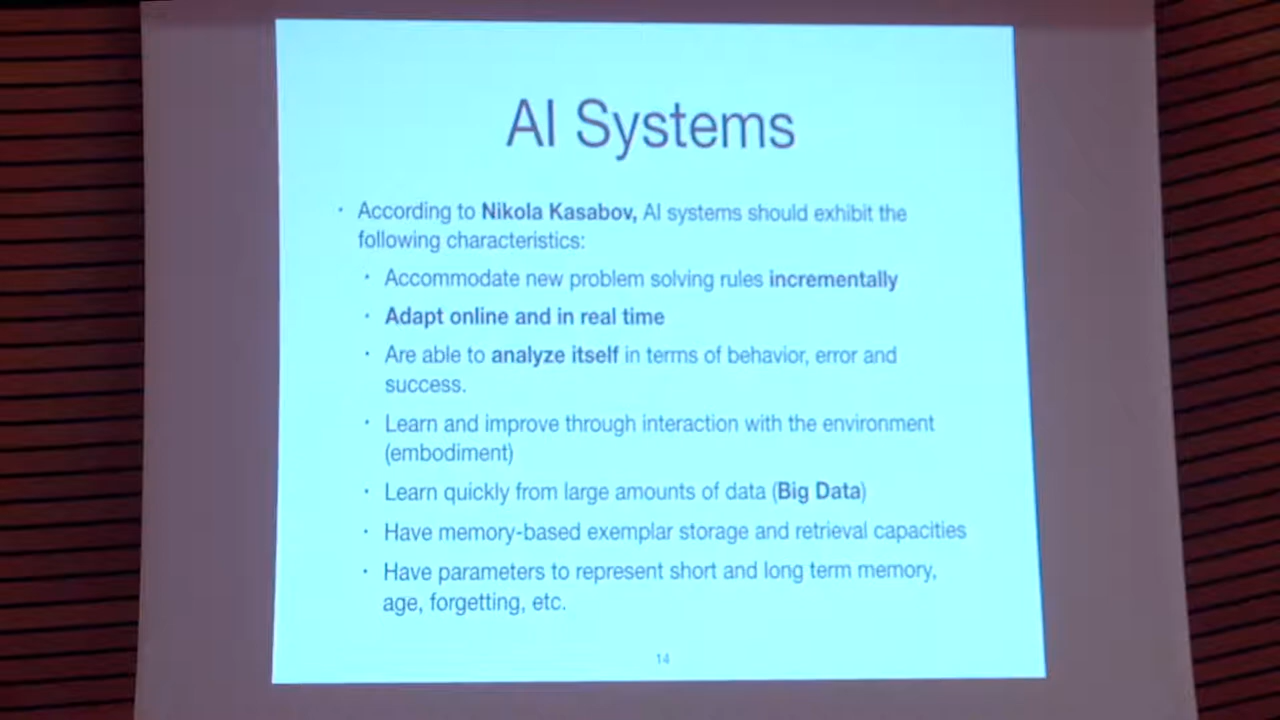 AI Systems
· According to Nikola Kasabov, AI systems should exhibit the
following characteristics:
· Accommodate new problem solving rules incrementally
· Adapt online and in real time
· Are able to analyze itself in terms of behavior, error and
success.
· Learn and improve through interaction with the environment
(embodiment)
· Learn quickly from large amounts of data (Big Data)
· Have memory-based exemplar storage and retrieval capacities
· Have parameters to represent short and long term memory,
age, forgetting, etc.
14